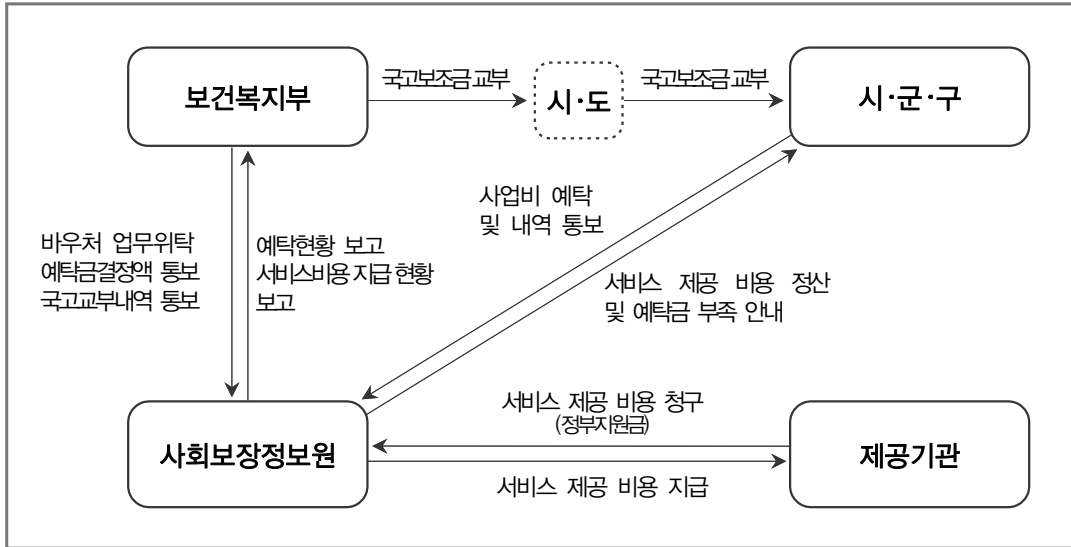 국고보조금 교부
국고보조금 교부
보건복지부
시·도
시·군·구
사업비 예탁
및 내역 통보
바우처 업무위탁
예탁금결정액 통보
국고교부내역 통보
예탁현황 보고
서비스비용 지급 현황
보고
서비스 제공 비용 정산
및 예탁금 부족 안내
서비스 제공 비용 청구
(정부지원금)
사회보장정보원
제공기관
서비스 제공 비용 지급